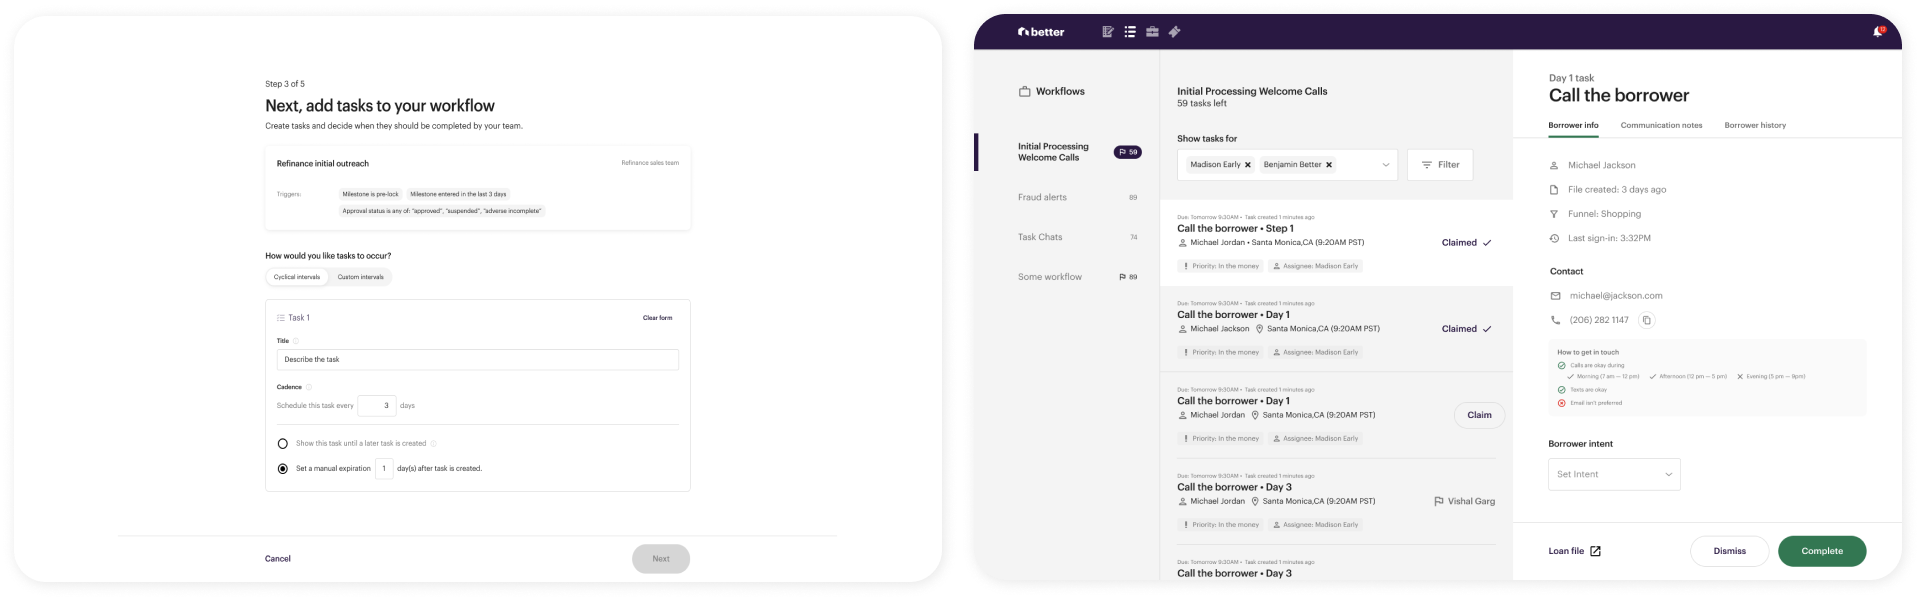 Step 3 of 5
Next, add tasks to your workflow
Create tasks and decide when they should be completed by your team.
Refinance initial outreach
Refinance sales team
Triggers:
Milestone is pre-lock
Milestone entered in the last 3 days
Approval status is any of: "approved", "suspended", "adverse incomplete"
How would you like tasks to occur?
Cyclical intervals
Custom intervals
Task 1
Clear form
Title
Describe the task
Cadence
Schedule this task every 3 days
Show this task until a later task is created
Set a manual expiration 1 day(s) after task is created.
Cancel
Next
better
Workflows
Initial Processing
Welcome Calls
59
Fraud alerts
89
Task Chats
74
Some workflow
89
Initial Processing Welcome Calls
59 tasks left
Show tasks for
Madison Early
Benjamin Better
Filter
Due: Tomorrow 9:30AM • Task created 1 minutes ago
Call the borrower • Step 1
Michael Jordan • Santa Monica,CA (9:20AM PST)
Claimed
Priority: In the money
Assignee: Madison Early
Due: Tomorrow 9:30AM • Task created 1 minutes ago
Call the borrower • Day 1
Michael Jackson Santa Monica,CA (9:20AM PST)
Claimed
Priority: In the money
Assignee: Madison Early
Due: Tomorrow 9:30AM • Task created 1 minutes ago
Call the borrower • Day 1
Michael Jordan Santa Monica,CA (9:20AM PST)
Claim
Priority: In the money
Assignee: Madison Early
Due: Tomorrow 9:30AM • Task created 1 minutes ago
Call the borrower • Day 3
Michael Jordan Santa Monica,CA (9:20AM PST)
Vishal Garg
Priority: In the money
Assignee: Madison Early
Due: Tomorrow 9:30AM • Task created 1 minutes ago
Call the borrower • Day 3
Day 1 task
Call the borrower
Borrower info
Communication notes
Borrower history
Michael Jackson
File created: 3 days ago
Funnel: Shopping
Last sign-in: 3:32PM
Contact
michael@jackson.com
(206) 282 1147
How to get in touch
Calls are okay during
Morning (7 am — 12 pm)
Afternoon (12 pm — 5 pm)
Evening (5 pm — 9pm)
Texts are okay
Email isn't preferred
Borrower intent
Set Intent
Loan file
Dismiss
Complete